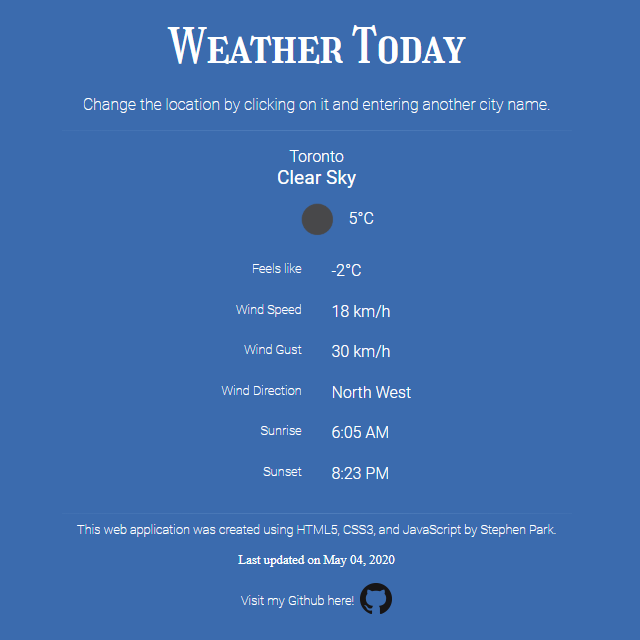 Weather Today
Change the location by clicking on it and entering another city name.
Toronto
Clear Sky
5°C
Feels like -2°C
Wind Speed 18 km/h
Wind Gust 30 km/h
Wind Direction North West
Sunrise 6:05 AM
Sunset 8:23 PM
This web application was created using HTML5, CSS3, and JavaScript by Stephen Park.
Last updated on May 04, 2020
Visit my Github here!